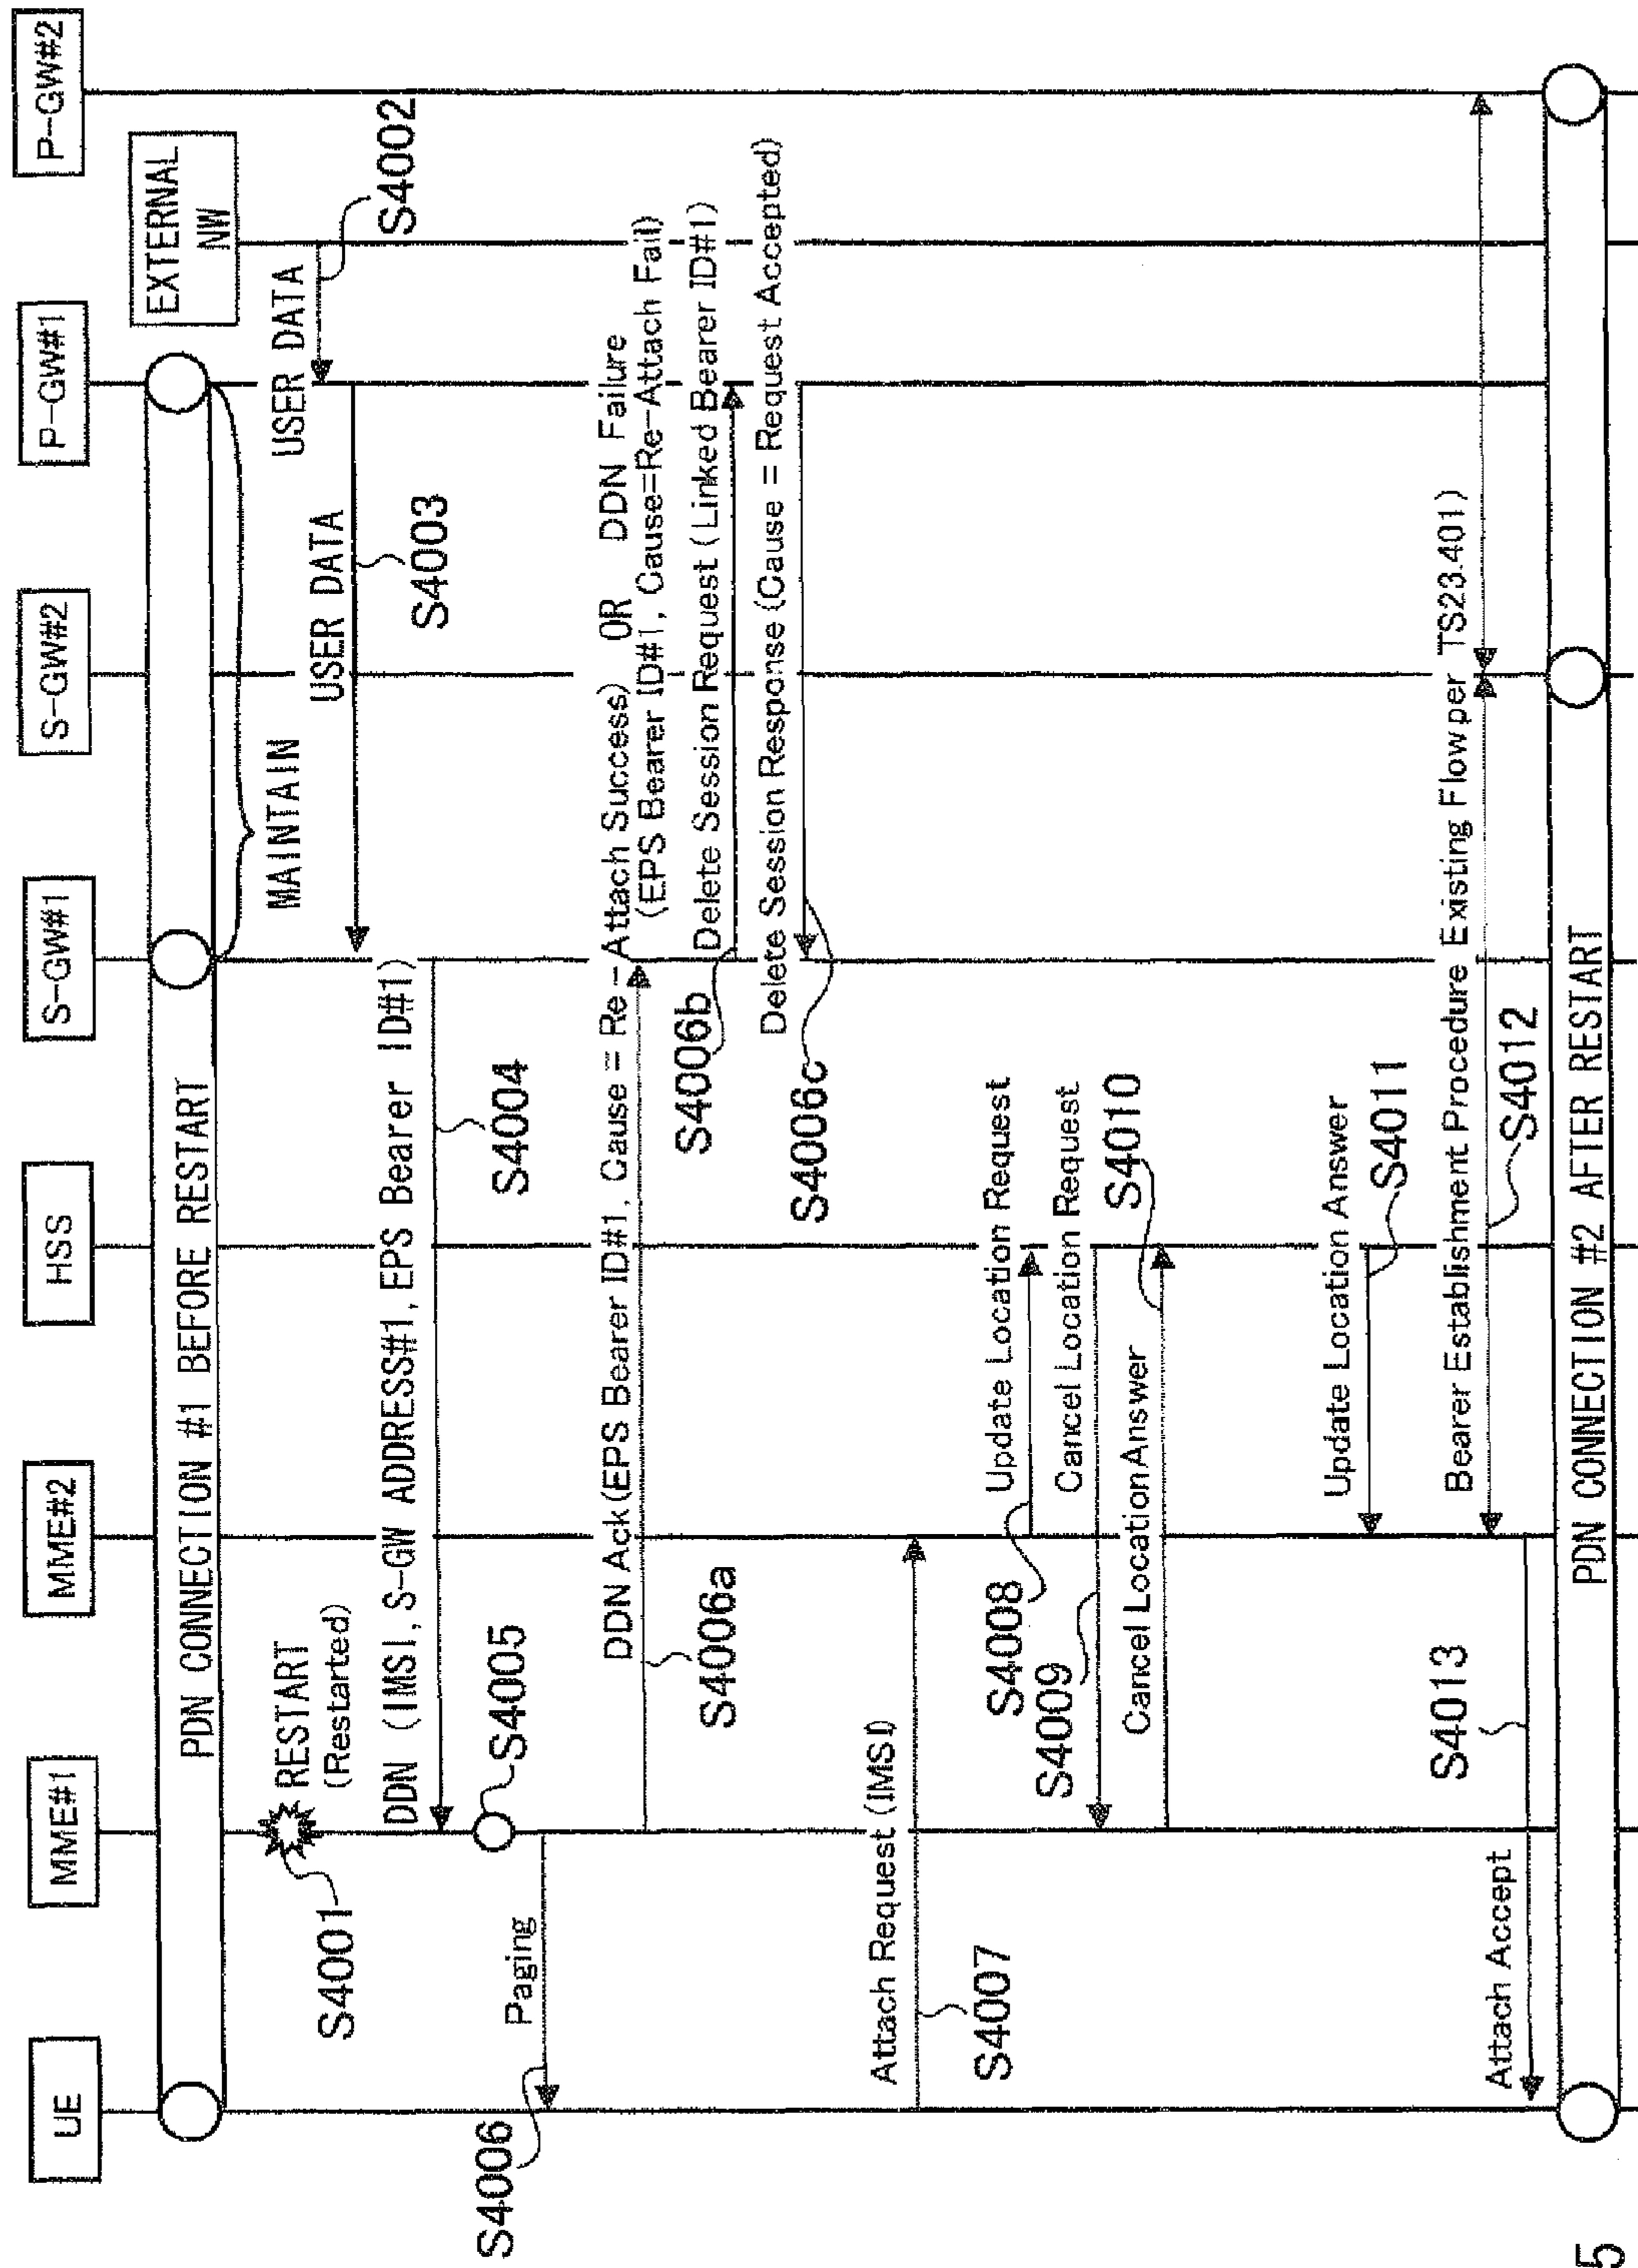 UE
MME#1
MME#2
HSS
S-GW#1
S-GW#2
P-GW#1
EXTERNAL
NW
P-GW#2
PDN CONNECTION #1 BEFORE RESTART
S4001
RESTART
(Restarted)
MAINTAIN
USER DATA
S4002
USER DATA
S4003
DDN (IMSI, S-GW ADDRESS#1, EPS Bearer ID#1)
S4004
S4005
Paging
S4006
DDN Ack(EPS Bearer ID#1, Cause = Re-Attach Success) OR DDN Failure
(EPS Bearer ID#1, Cause=Re-Attach Fail)
S4006a
Delete Session Request (Linked Bearer ID#1)
S4006b
Delete Session Response (Cause = Request Accepted)
S4006c
Attach Request (IMSI)
S4007
Update Location Request
S4008
Cancel Location Request
S4009
Cancel Location Answer
S4010
Update Location Answer
S4011
Bearer Establishment Procedure Existing Flow per TS23.401)
S4012
S4013
Attach Accept
PDN CONNECTION #2 AFTER RESTART
5